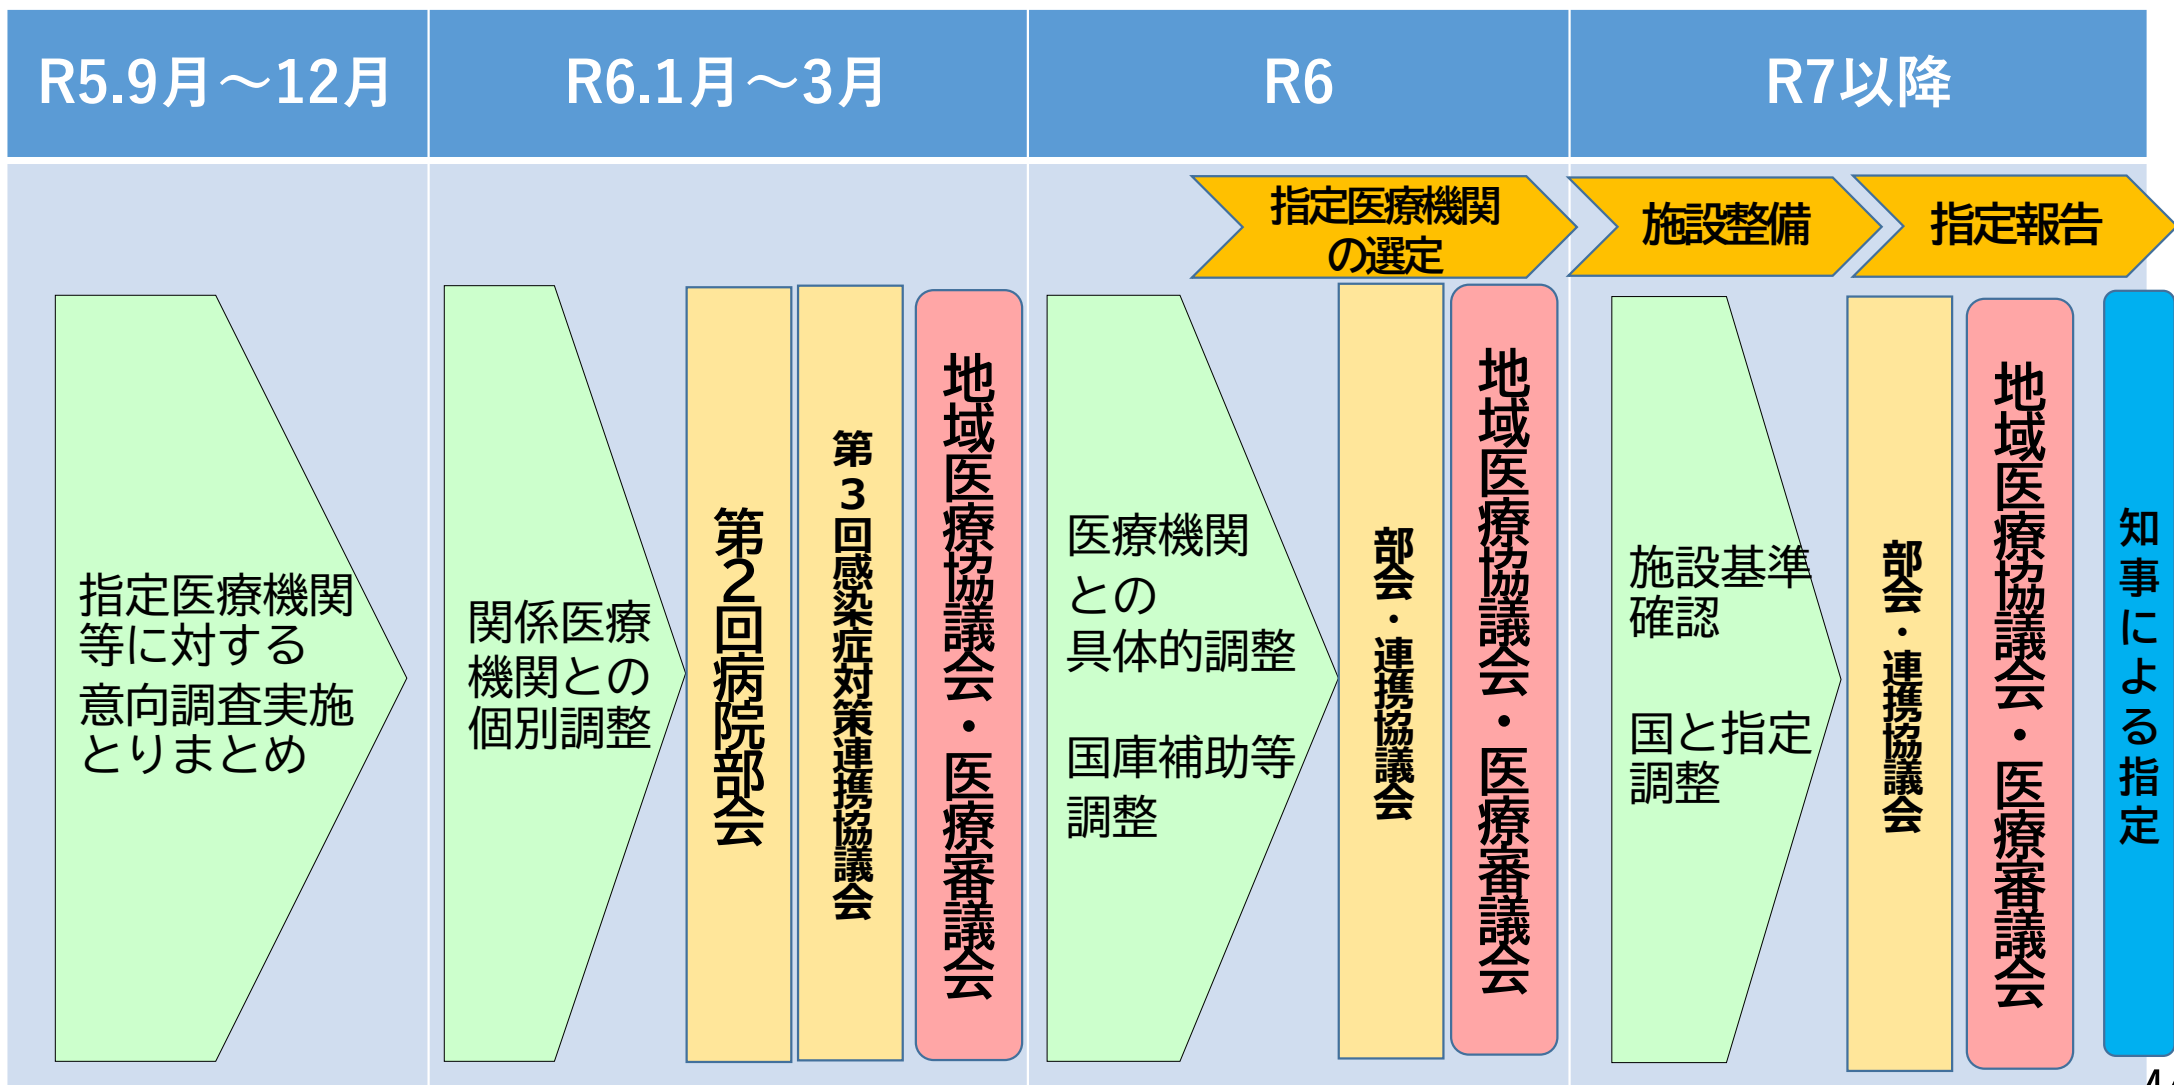 R5.9月～12月
R6.1月～3月
R6
R7以降
指定医療機関
の選定
施設整備
指定報告
指定医療機関
等に対する
意向調査実施
とりまとめ
関係医療
機関との
個別調整
第２回病院部会
第３回感染症対策連携協議会
地域医療協議会・医療審議会
医療機関
との
具体的調整
国庫補助等
調整
部会・連携協議会
地域医療協議会・医療審議会
施設基準
確認
国と指定
調整
部会・連携協議会
地域医療協議会・医療審議会
知事による指定